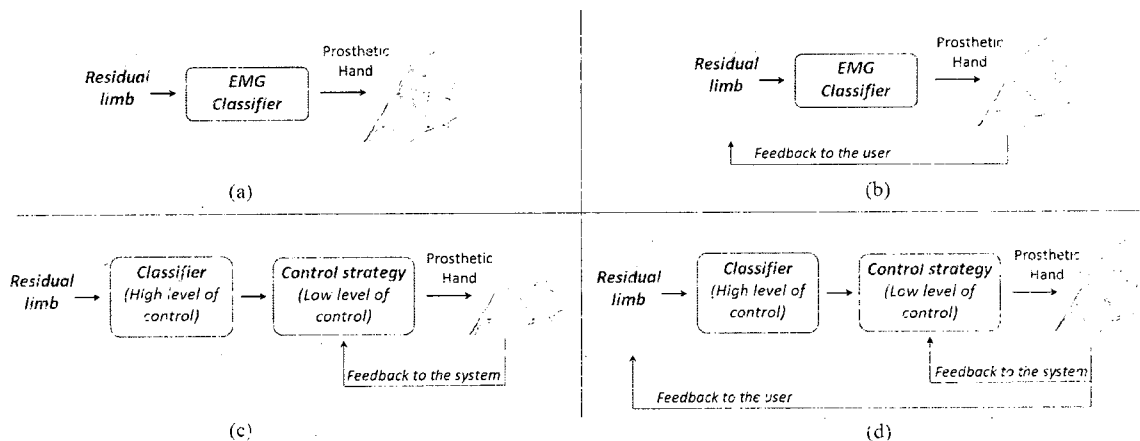 Prosthetic
Hand
Residual
limb
EMG
Classifier
(a)
Prosthetic
Hand
Residual
limb
EMG
Classifier
Feedback to the user
(b)
Residual
limb
Classifier
(High level of
control)
Control strategy
(Low level of
control)
Prosthetic
Hand
Feedback to the system
(c)
Residual
limb
Classifier
(High level of
control)
Control strategy
(Low level of
control)
Prosthetic
Hand
Feedback to the system
Feedback to the user
(d)